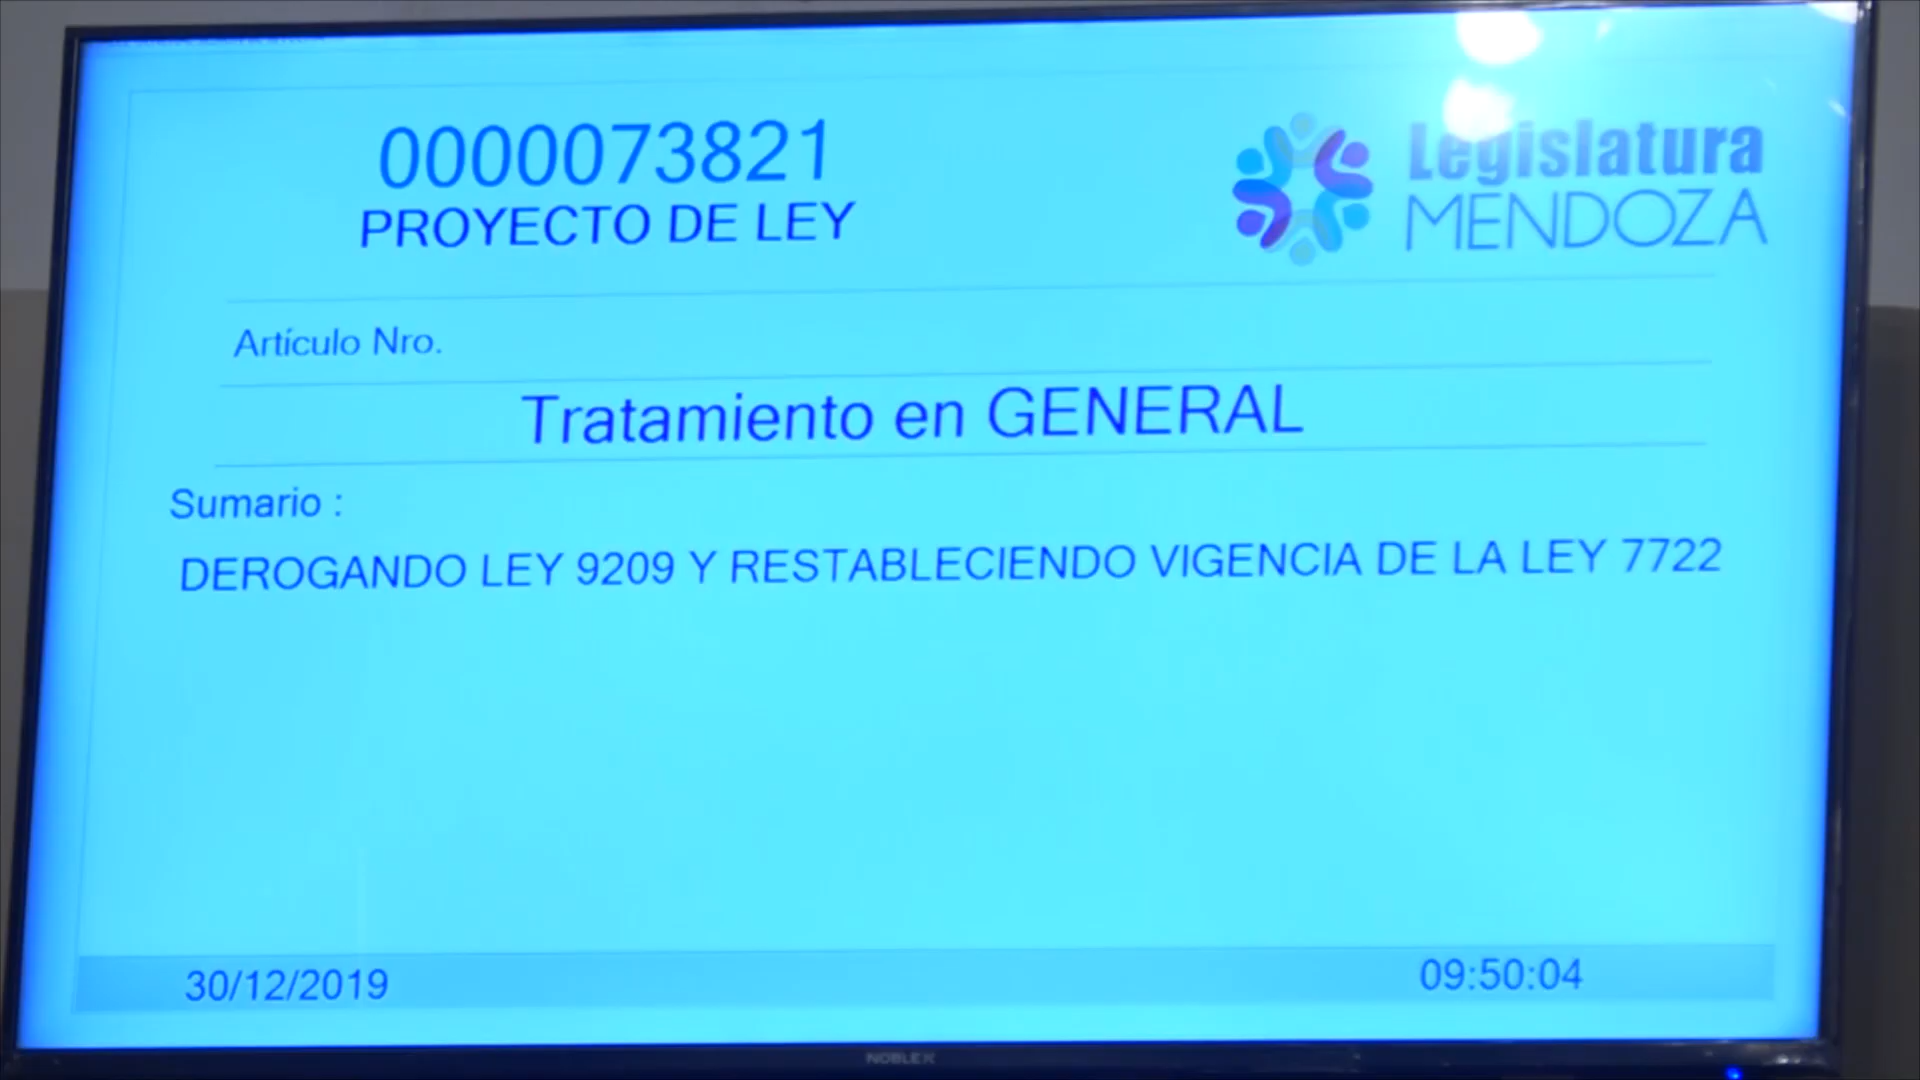 0000073821
PROYECTO DE LEY
Legislatura
MENDOZA
Artículo Nro.
Tratamiento en GENERAL
Sumario :
DEROGANDO LEY 9209 Y RESTABLECIENDO VIGENCIA DE LA LEY 7722
30/12/2019
09:50:04
NOBLEX